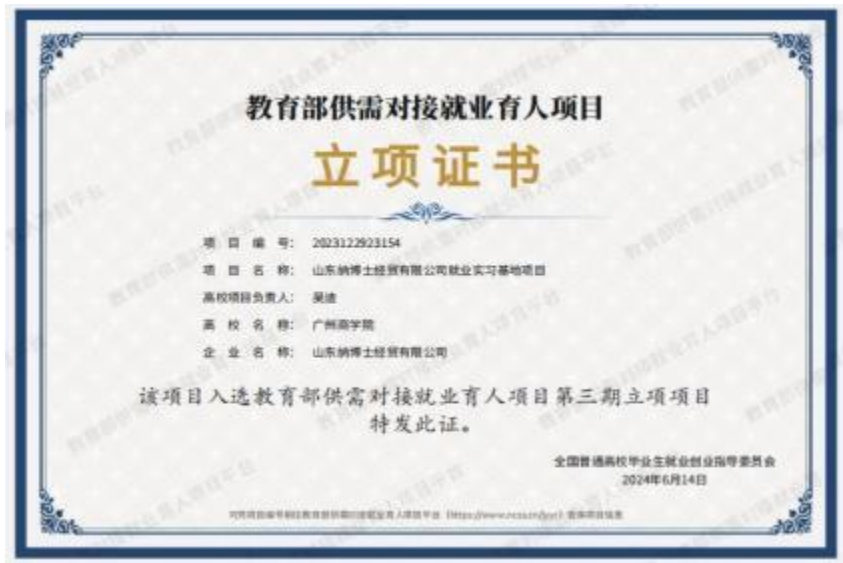 教育部供需对接就业育人项目
立项证书
项目编号: 2023122923154
项目名称: 山东纳博士经贸有限公司就业实习基地项目
高校项目负责人: 吴迪
高校名称: 广州商学院
企业名称: 山东纳博士经贸有限公司
该项目入选教育部供需对接就业育人项目第三期立项项目
特发此证。
全国普通高校毕业生就业创业指导委员会
2024年6月14日